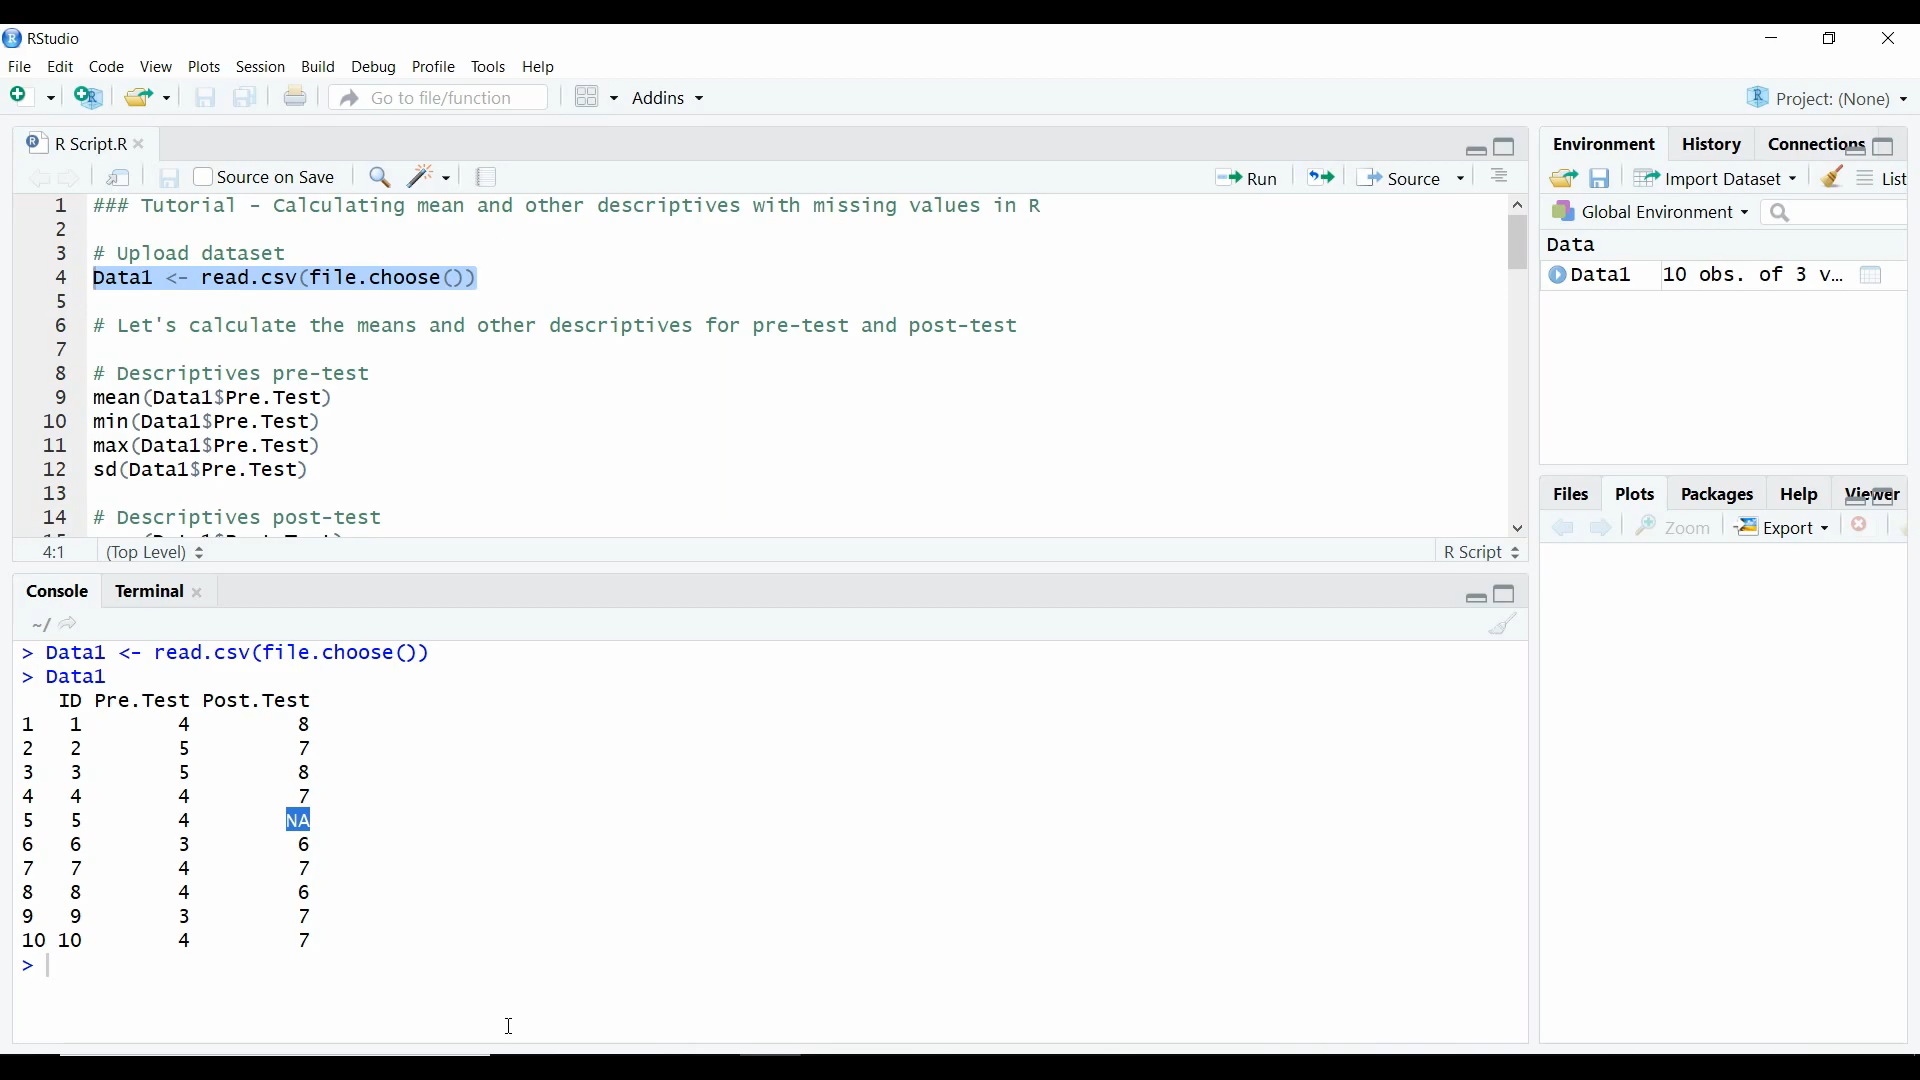 RStudio
File Edit Code View Plots Session Build Debug Profile Tools Help
Go to file/function Addins Project: (None)
R Script.R
Source on Save Run Source
1 ### Tutorial - Calculating mean and other descriptives with missing values in R
2
3 # Upload dataset
4 Data1 <- read.csv(file.choose())
5
6 # Let's calculate the means and other descriptives for pre-test and post-test
7
8 # Descriptives pre-test
9 mean(Data1$Pre.Test)
10 min(Data1$Pre.Test)
11 max(Data1$Pre.Test)
12 sd(Data1$Pre.Test)
13
14 # Descriptives post-test
4:1 (Top Level) R Script
Console Terminal
~/
> Data1 <- read.csv(file.choose())
> Data1
ID Pre.Test Post.Test
1 1 4 8
2 2 5 7
3 3 5 8
4 4 4 7
5 5 4 NA
6 6 3 6
7 7 4 7
8 8 4 6
9 9 3 7
10 10 4 7
>
Environment History Connections
Import Dataset List
Global Environment
Data
Data1 10 obs. of 3 v...
Files Plots Packages Help Viewer
Zoom Export